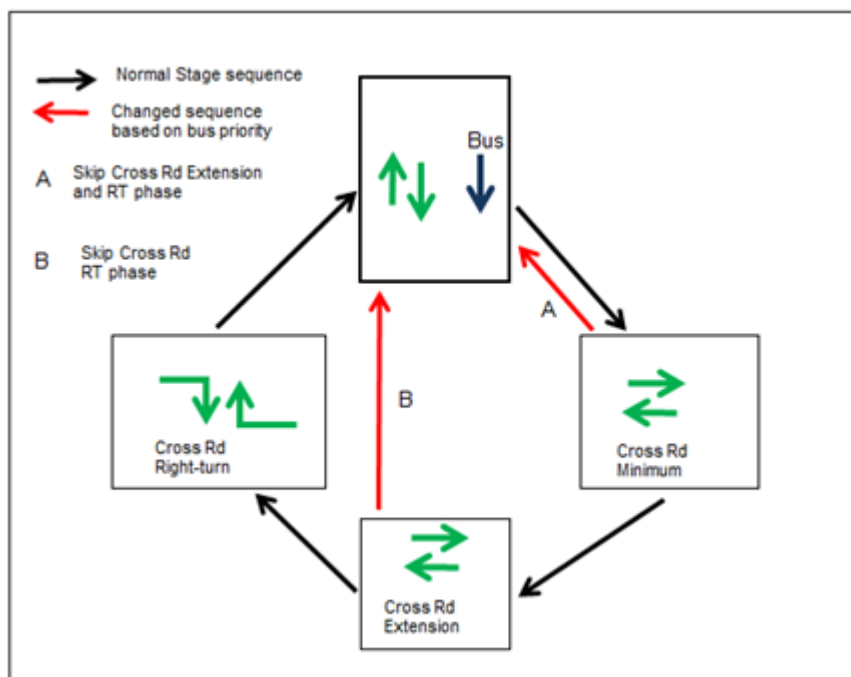 Normal Stage sequence
Changed sequence
based on bus priority
A
Skip Cross Rd Extension
and RT phase
B
Skip Cross Rd
RT phase
Bus
A
B
Cross Rd
Right-turn
Cross Rd
Minimum
Cross Rd
Extension